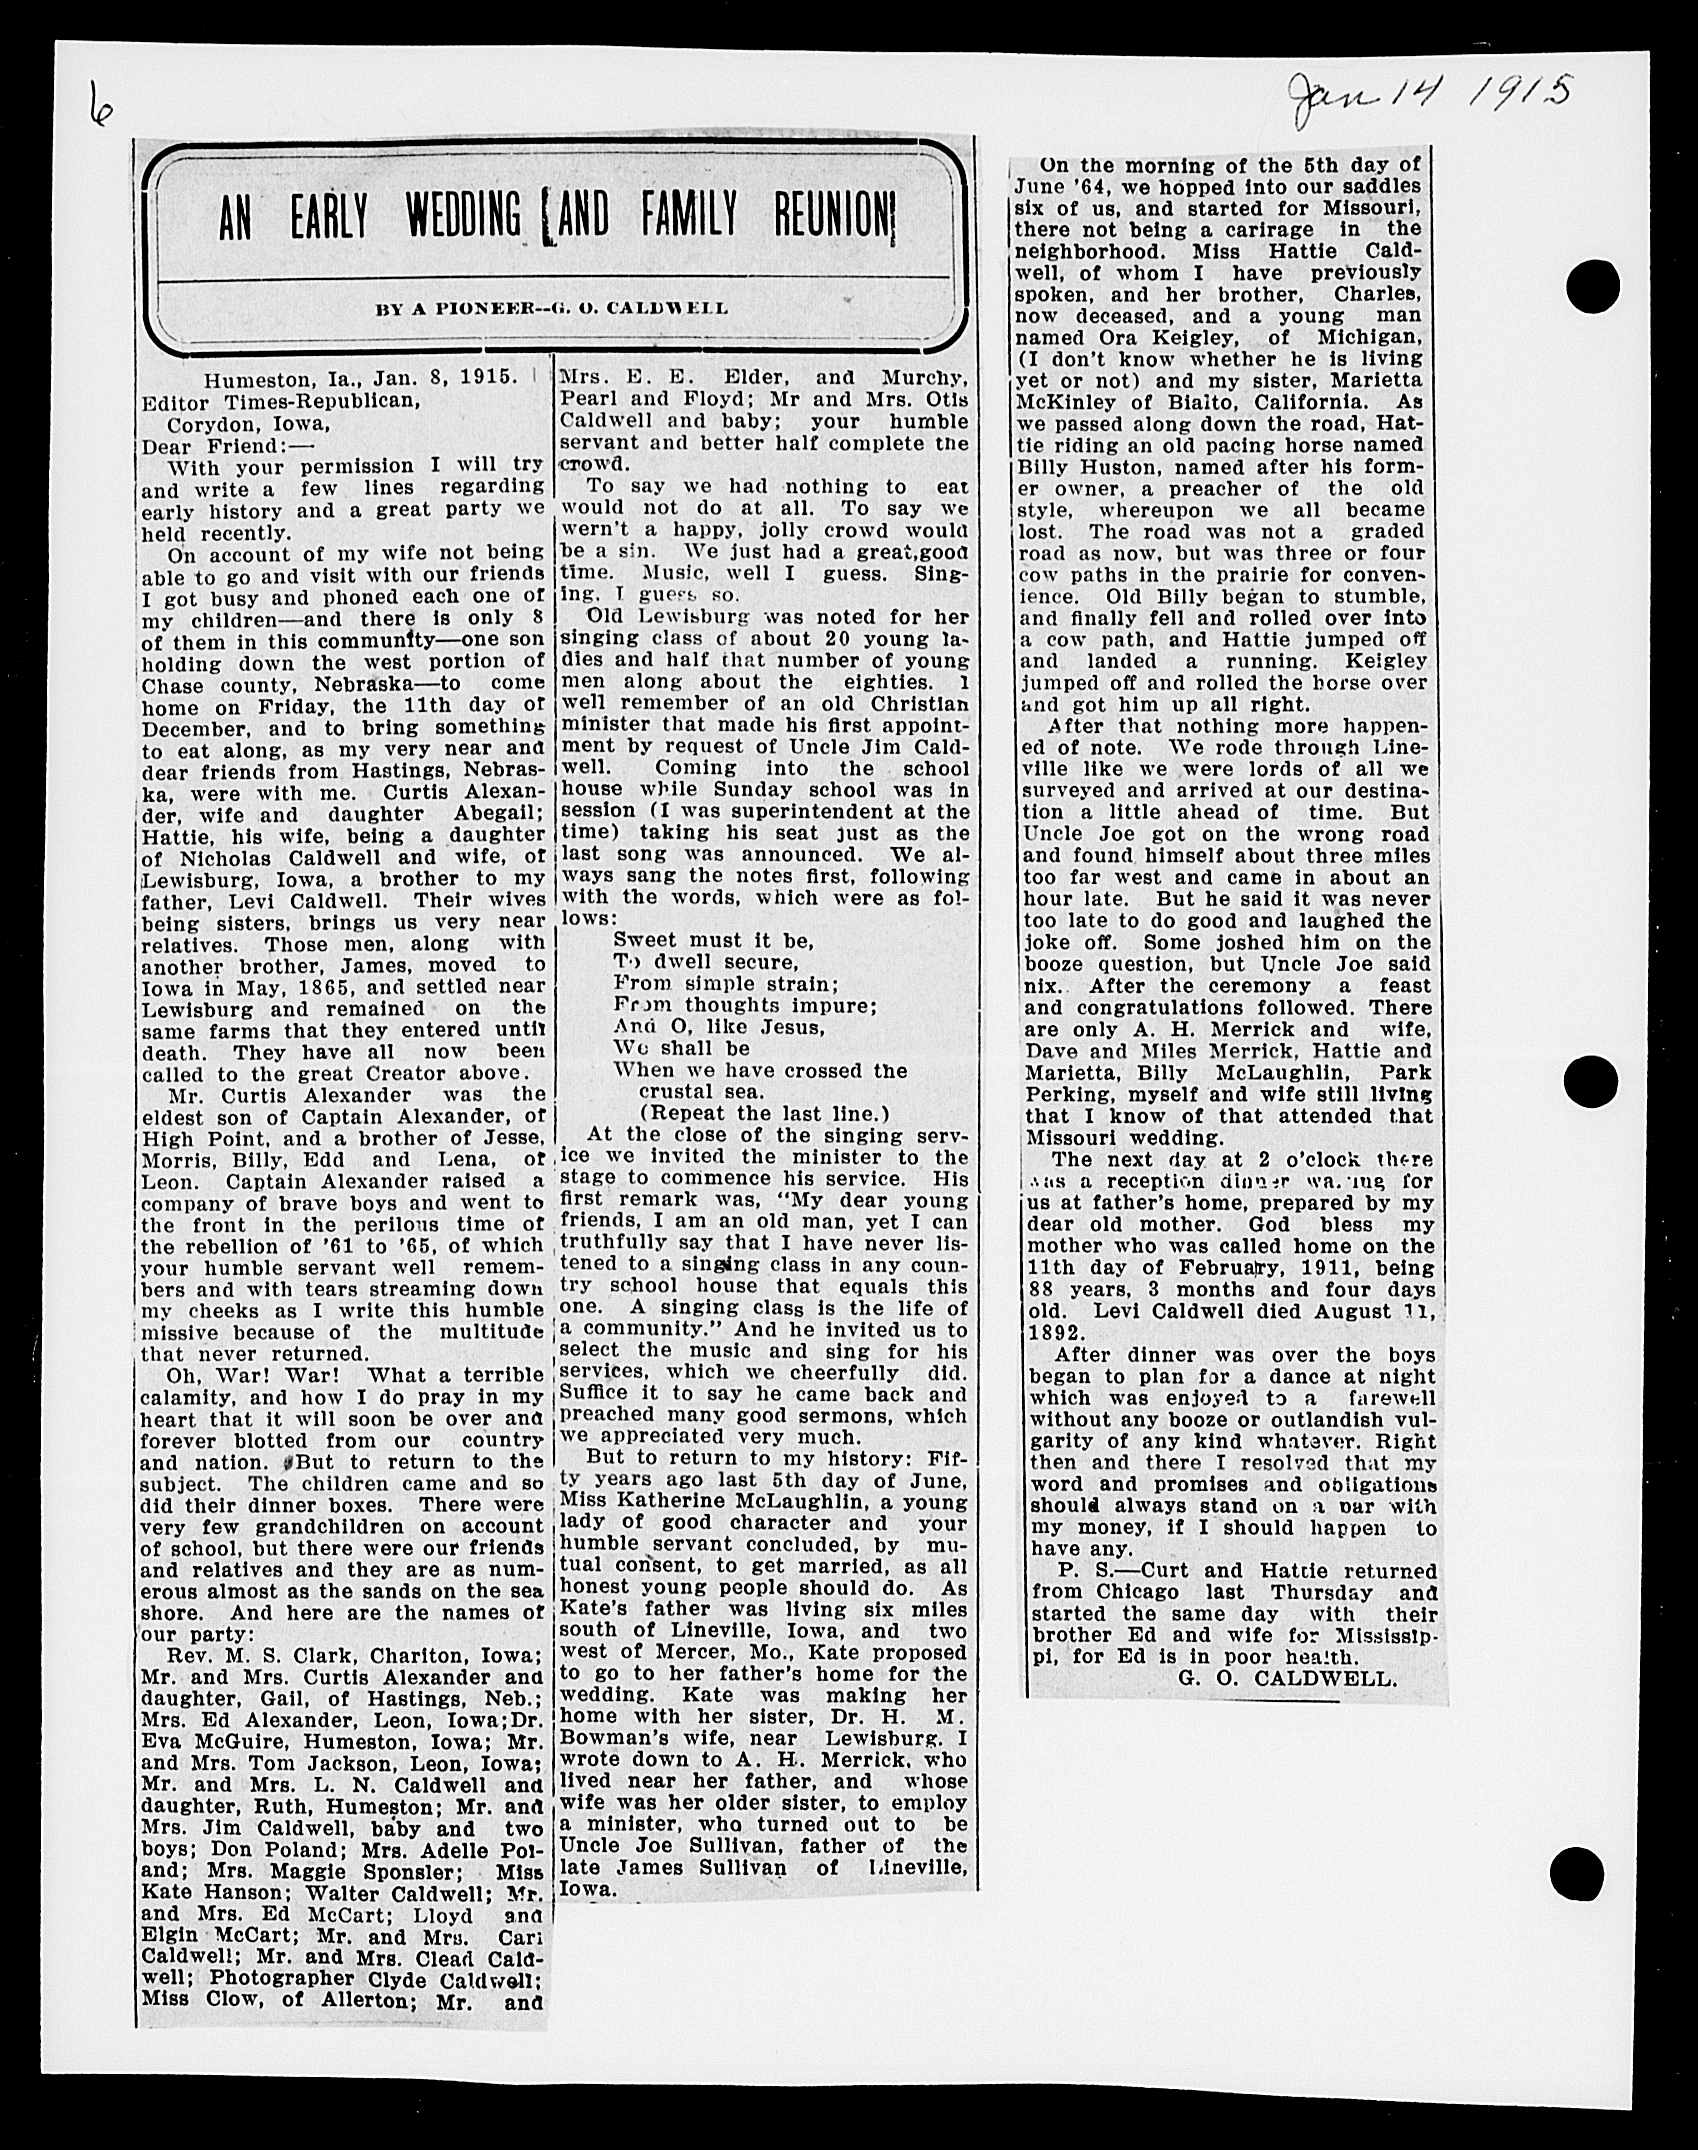 6
Jan 14 1915
AN EARLY WEDDING AND FAMILY REUNION
BY A PIONEER--G. O. CALDWELL
Humeston, Ia., Jan. 8, 1915.
Editor Times-Republican,
Corydon, Iowa,
Dear Friend:—
With your permission I will try
and write a few lines regarding
early history and a great party we
held recently.
On account of my wife not being
able to go and visit with our friends
I got busy and phoned each one of
my children—and there is only 8
of them in this community—one son
holding down the west portion of
Chase county, Nebraska—to come
home on Friday, the 11th day of
December, and to bring something
to eat along, as my very near and
dear friends from Hastings, Nebras-
ka, were with me. Curtis Alexan-
der, wife and daughter Abegail;
Hattie, his wife, being a daughter
of Nicholas Caldwell and wife, of
Lewisburg, Iowa, a brother to my
father, Levi Caldwell. Their wives
being sisters, brings us very near
relatives. Those men, along with
another brother, James, moved to
Iowa in May, 1865, and settled near
Lewisburg and remained on the
same farms that they entered until
death. They have all now been
called to the great Creator above.
Mr. Curtis Alexander was the
eldest son of Captain Alexander, of
High Point, and a brother of Jesse,
Morris, Billy, Edd and Lena, of
Leon. Captain Alexander raised a
company of brave boys and went to
the front in the perilous time of
the rebellion of '61 to '65, of which
your humble servant well remem-
bers and with tears streaming down
my cheeks as I write this humble
missive because of the multitude
that never returned.
Oh, War! War! What a terrible
calamity, and how I do pray in my
heart that it will soon be over and
forever blotted from our country
and nation. But to return to the
subject. The children came and so
did their dinner boxes. There were
very few grandchildren on account
of school, but there were our friends
and relatives and they are as num-
erous almost as the sands on the sea
shore. And here are the names of
our party:
Rev. M. S. Clark, Chariton, Iowa;
Mr. and Mrs. Curtis Alexander and
daughter, Gail, of Hastings, Neb.;
Mrs. Ed Alexander, Leon, Iowa; Dr.
Eva McGuire, Humeston, Iowa; Mr.
and Mrs. Tom Jackson, Leon, Iowa;
Mr. and Mrs. L. N. Caldwell and
daughter, Ruth, Humeston; Mr. and
Mrs. Jim Caldwell, baby and two
boys; Don Poland; Mrs. Adelle Pol-
and; Mrs. Maggie Sponsler; Miss
Kate Hanson; Walter Caldwell; Mr.
and Mrs. Ed McCart; Lloyd and
Elgin McCart; Mr. and Mrs. Carl
Caldwell; Mr. and Mrs. Clead Cald-
well; Photographer Clyde Caldwell;
Miss Clow, of Allerton; Mr. and
Mrs. E. E. Elder, and Murchy,
Pearl and Floyd; Mr and Mrs. Otis
Caldwell and baby; your humble
servant and better half complete the
crowd.
To say we had nothing to eat
would not do at all. To say we
wern't a happy, jolly crowd would
be a sin. We just had a great, good
time. Music, well I guess. Sing-
ing, I guess so.
Old Lewisburg was noted for her
singing class of about 20 young la-
dies and half that number of young
men along about the eighties. I
well remember of an old Christian
minister that made his first appoint-
ment by request of Uncle Jim Cald-
well. Coming into the school
house while Sunday school was in
session (I was superintendent at the
time) taking his seat just as the
last song was announced. We al-
ways sang the notes first, following
with the words, which were as fol-
lows:
Sweet must it be,
To dwell secure,
From simple strain;
From thoughts impure;
And O, like Jesus,
We shall be
When we have crossed the
crustal sea.
(Repeat the last line.)
At the close of the singing serv-
ice we invited the minister to the
stage to commence his service. His
first remark was, "My dear young
friends, I am an old man, yet I can
truthfully say that I have never lis-
tened to a singing class in any coun-
try school house that equals this
one. A singing class is the life of
a community." And he invited us to
select the music and sing for his
services, which we cheerfully did.
Suffice it to say he came back and
preached many good sermons, which
we appreciated very much.
But to return to my history: Fif-
ty years ago last 5th day of June,
Miss Katherine McLaughlin, a young
lady of good character and your
humble servant concluded, by mu-
tual consent, to get married, as all
honest young people should do. As
Kate's father was living six miles
south of Lineville, Iowa, and two
west of Mercer, Mo., Kate proposed
to go to her father's home for the
wedding. Kate was making her
home with her sister, Dr. H. M.
Bowman's wife, near Lewisburg. I
wrote down to A. H. Merrick, who
lived near her father, and whose
wife was her older sister, to employ
a minister, who turned out to be
Uncle Joe Sullivan, father of the
late James Sullivan of Lineville,
Iowa.
On the morning of the 5th day of
June '64, we hopped into our saddles
six of us, and started for Missouri,
there not being a carirage in the
neighborhood. Miss Hattie Cald-
well, of whom I have previously
spoken, and her brother, Charles,
now deceased, and a young man
named Ora Keigley, of Michigan,
(I don't know whether he is living
yet or not) and my sister, Marietta
McKinley of Bialto, California. As
we passed along down the road, Hat-
tie riding an old pacing horse named
Billy Huston, named after his form-
er owner, a preacher of the old
style, whereupon we all became
lost. The road was not a graded
road as now, but was three or four
cow paths in the prairie for conven-
ience. Old Billy began to stumble,
and finally fell and rolled over into
a cow path, and Hattie jumped off
and landed a running. Keigley
jumped off and rolled the horse over
and got him up all right.
After that nothing more happen-
ed of note. We rode through Line-
ville like we were lords of all we
surveyed and arrived at our destina-
tion a little ahead of time. But
Uncle Joe got on the wrong road
and found himself about three miles
too far west and came in about an
hour late. But he said it was never
too late to do good and laughed the
joke off. Some joshed him on the
booze question, but Uncle Joe said
nix. After the ceremony a feast
and congratulations followed. There
are only A. H. Merrick and wife,
Dave and Miles Merrick, Hattie and
Marietta, Billy McLaughlin, Park
Perking, myself and wife still living
that I know of that attended that
Missouri wedding.
The next day at 2 o'clock there
was a reception dinner waiting for
us at father's home, prepared by my
dear old mother. God bless my
mother who was called home on the
11th day of February, 1911, being
88 years, 3 months and four days
old. Levi Caldwell died August 11,
1892.
After dinner was over the boys
began to plan for a dance at night
which was enjoyed to a farewell
without any booze or outlandish vul-
garity of any kind whatever. Right
then and there I resolved that my
word and promises and obligations
should always stand on a par with
my money, if I should happen to
have any.
P. S.—Curt and Hattie returned
from Chicago last Thursday and
started the same day with their
brother Ed and wife for Mississip-
pi, for Ed is in poor health.
G. O. CALDWELL.